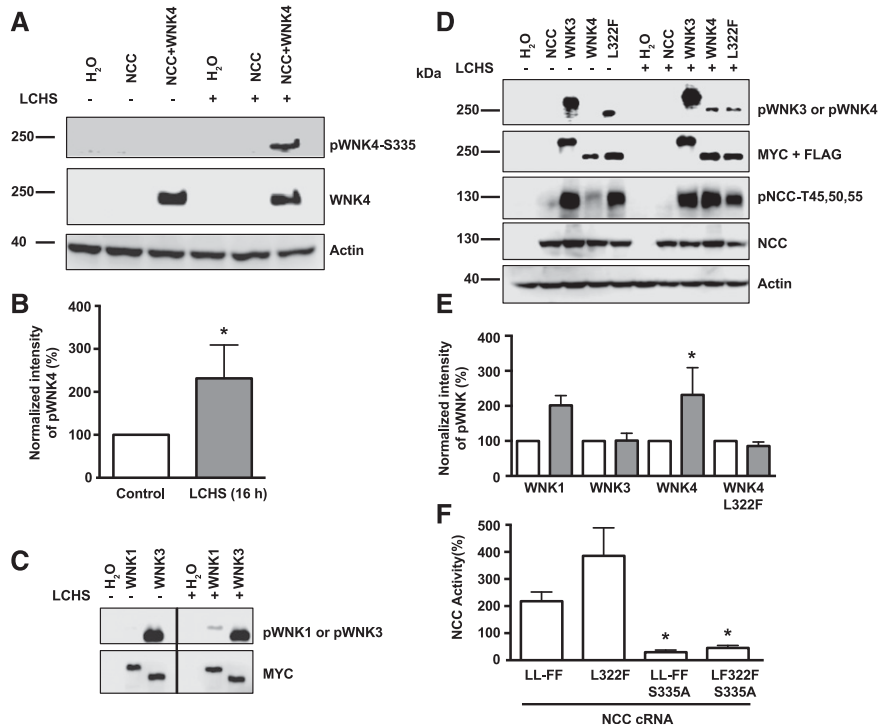 A
H2O
NCC
NCC+WNK4
H2O
NCC
NCC+WNK4
LCHS - - - + + +
250
pWNK4-S335
250
WNK4
40
Actin
B
Normalized intensity
of pWNK4 (%)
400
300
200
100
0
*
Control
LCHS (16 h)
C
H2O
WNK1
WNK3
H2O
WNK1
WNK3
LCHS - - - + + +
pWNK1 or pWNK3
MYC
D
H2O
NCC
WNK3
WNK4
L322F
H2O
NCC
WNK3
WNK4
L322F
kDa
LCHS - - - - - + + + + +
250
pWNK3 or pWNK4
250
MYC + FLAG
130
pNCC-T45,50,55
130
NCC
40
Actin
E
Normalized intensity
of pWNK (%)
400
300
200
100
0
*
WNK1
WNK3
WNK4
WNK4
L322F
F
NCC Activity(%)
500
400
300
200
100
0
*
*
LL-FF
L322F
LL-FF
S335A
LF322F
S335A
NCC cRNA